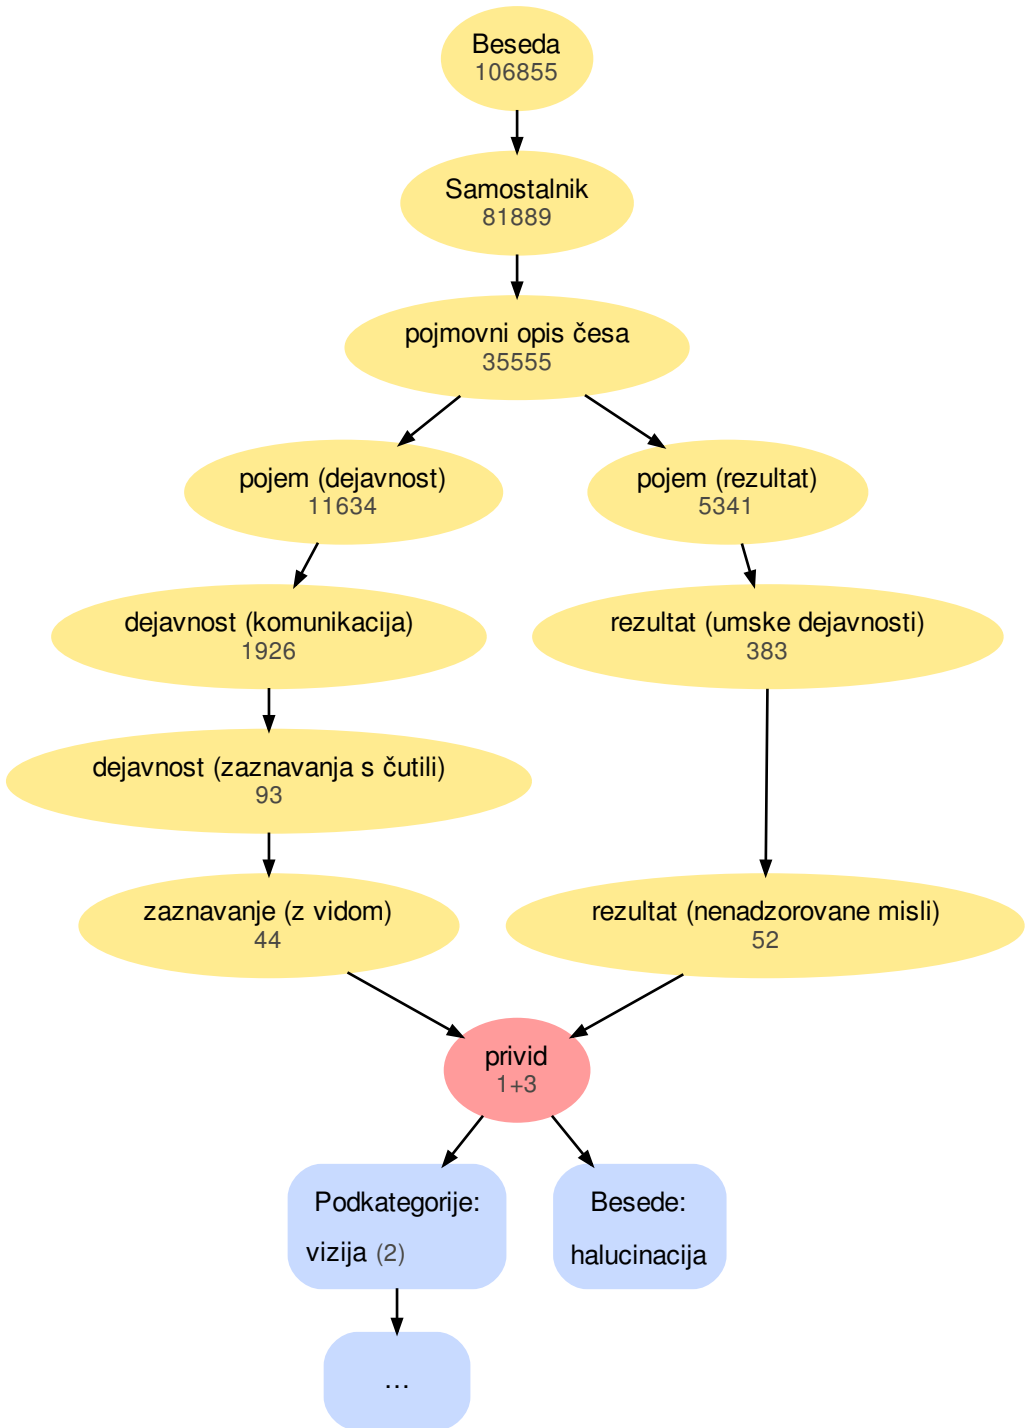 Beseda
106855
Samostalnik
81889
pojmovni opis česa
35555
pojem (dejavnost)
11634
pojem (rezultat)
5341
dejavnost (komunikacija)
1926
rezultat (umske dejavnosti)
383
dejavnost (zaznavanja s čutili)
93
zaznavanje (z vidom)
44
rezultat (nenadzorovane misli)
52
privid
1+3
Podkategorije:
vizija (2)
Besede:
halucinacija
…